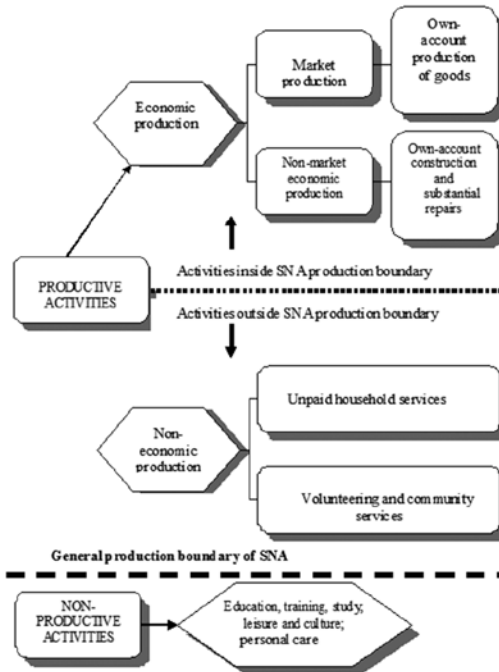 Own-
account
production
of goods
Market
production
Economic
production
Non-market
economic
production
Own-account
construction
and
substantial
repairs
Activities inside SNA production boundary
PRODUCTIVE
ACTIVITIES
Activities outside SNA production boundary
Unpaid household services
Non-
economic
production
Volunteering and community
services
General production boundary of SNA
NON-
PRODUCTIVE
ACTIVITIES
Education, training, study,
leisure and culture;
personal care